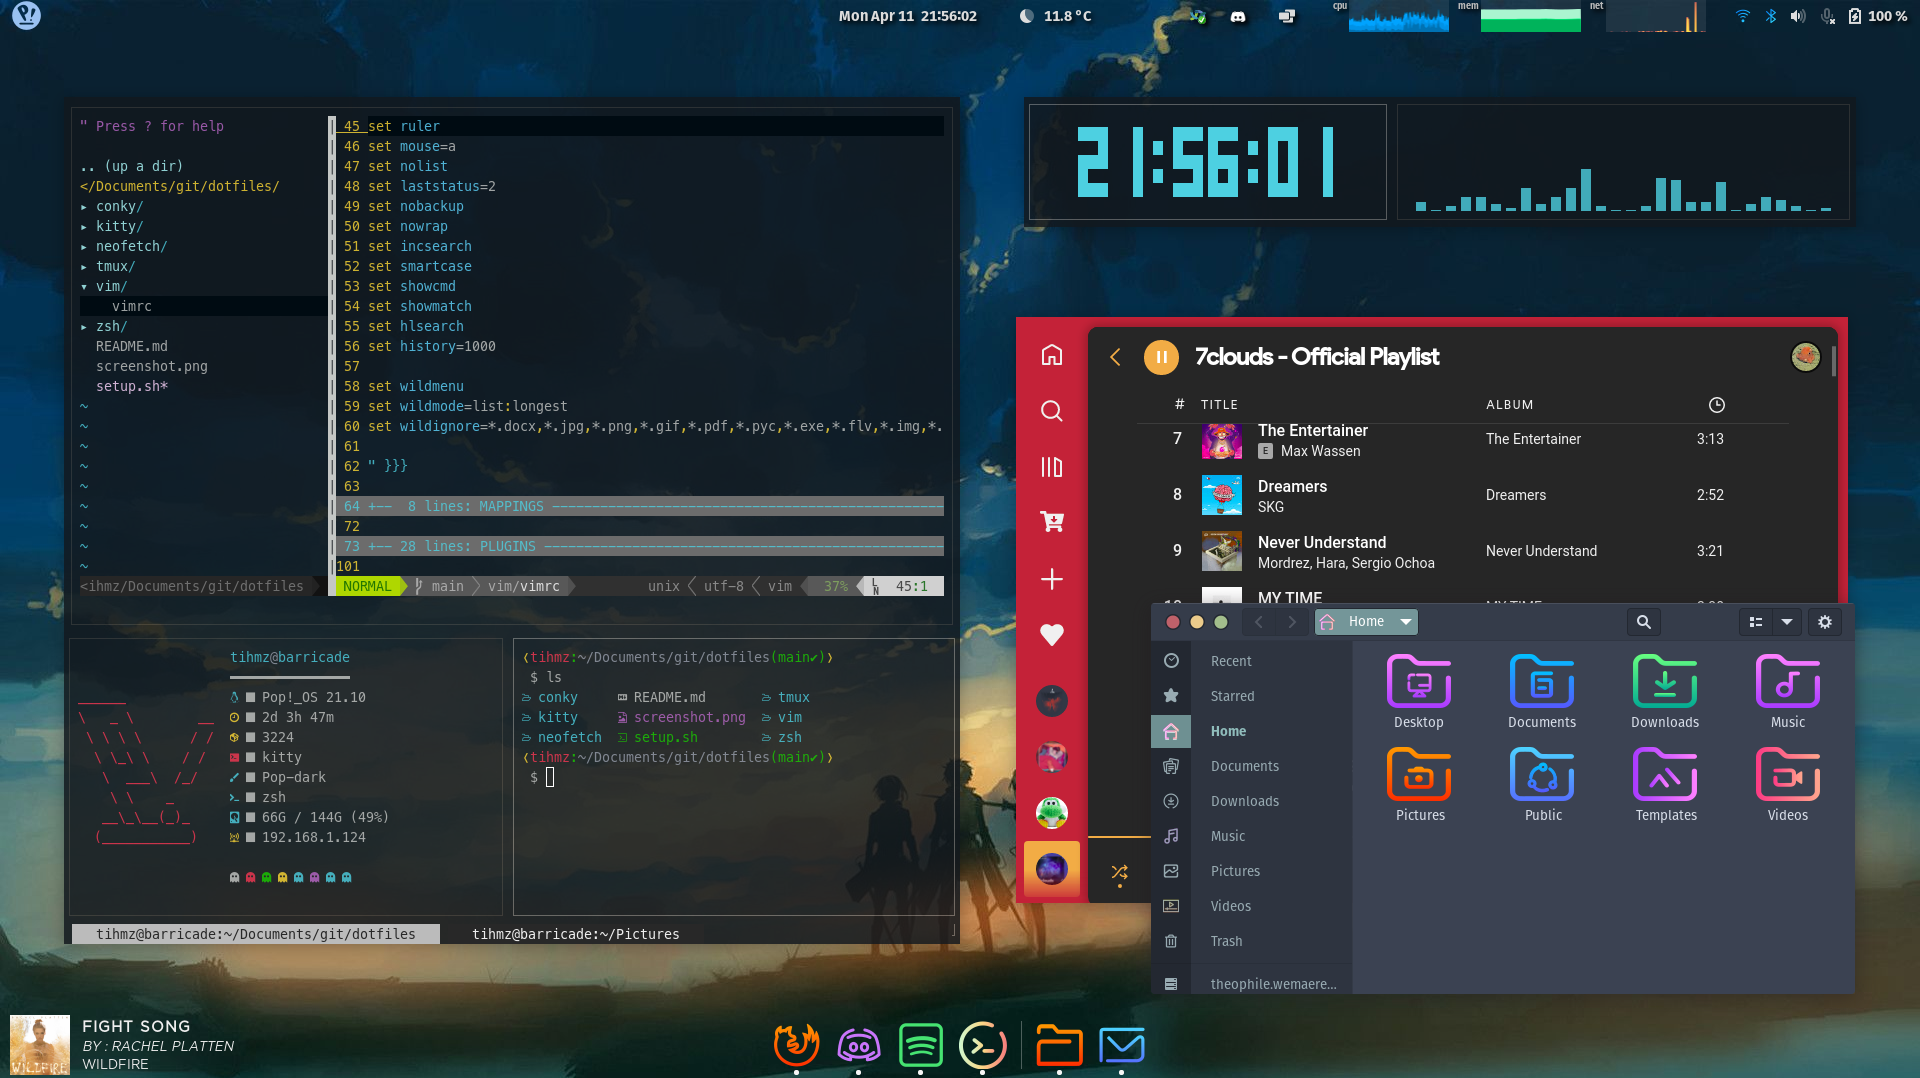 Mon Apr 11 21:56:02
11.8 °C
cpu
mem
net
100 %
" Press ? for help
.. (up a dir)
</Documents/git/dotfiles/
▸ conky/
▸ kitty/
▸ neofetch/
▸ tmux/
▾ vim/
vimrc
▸ zsh/
README.md
screenshot.png
setup.sh*
~
~
~
~
~
~
~
~
~
<ihmz/Documents/git/dotfiles
45 set ruler
46 set mouse=a
47 set nolist
48 set laststatus=2
49 set nobackup
50 set nowrap
51 set incsearch
52 set smartcase
53 set showcmd
54 set showmatch
55 set hlsearch
56 set history=1000
57
58 set wildmenu
59 set wildmode=list:longest
60 set wildignore=*.docx,*.jpg,*.png,*.gif,*.pdf,*.pyc,*.exe,*.flv,*.img,*.
61
62 " }}}
63
64 +-- 8 lines: MAPPINGS
72
73 +-- 28 lines: PLUGINS
101
NORMAL main vim/vimrc unix utf-8 vim 37% LN 45:1
tihmz@barricade
Pop!_OS 21.10
2d 3h 47m
3224
kitty
Pop-dark
zsh
66G / 144G (49%)
192.168.1.124
(tihmz:~/Documents/git/dotfiles(main✔))
$ ls
conky README.md tmux
kitty screenshot.png vim
neofetch setup.sh zsh
(tihmz:~/Documents/git/dotfiles(main✔))
$
tihmz@barricade:~/Documents/git/dotfiles
tihmz@barricade:~/Pictures
21:56:01
7clouds - Official Playlist
# TITLE ALBUM
7 The Entertainer The Entertainer 3:13
E Max Wassen
8 Dreamers Dreamers 2:52
SKG
9 Never Understand Never Understand 3:21
Mordrez, Hara, Sergio Ochoa
MY TIME
Home
Recent
Starred
Home
Documents
Downloads
Music
Pictures
Videos
Trash
theophile.wemaere...
Desktop Documents Downloads Music
Pictures Public Templates Videos
FIGHT SONG
BY : RACHEL PLATTEN
WILDFIRE
WILDFIRE